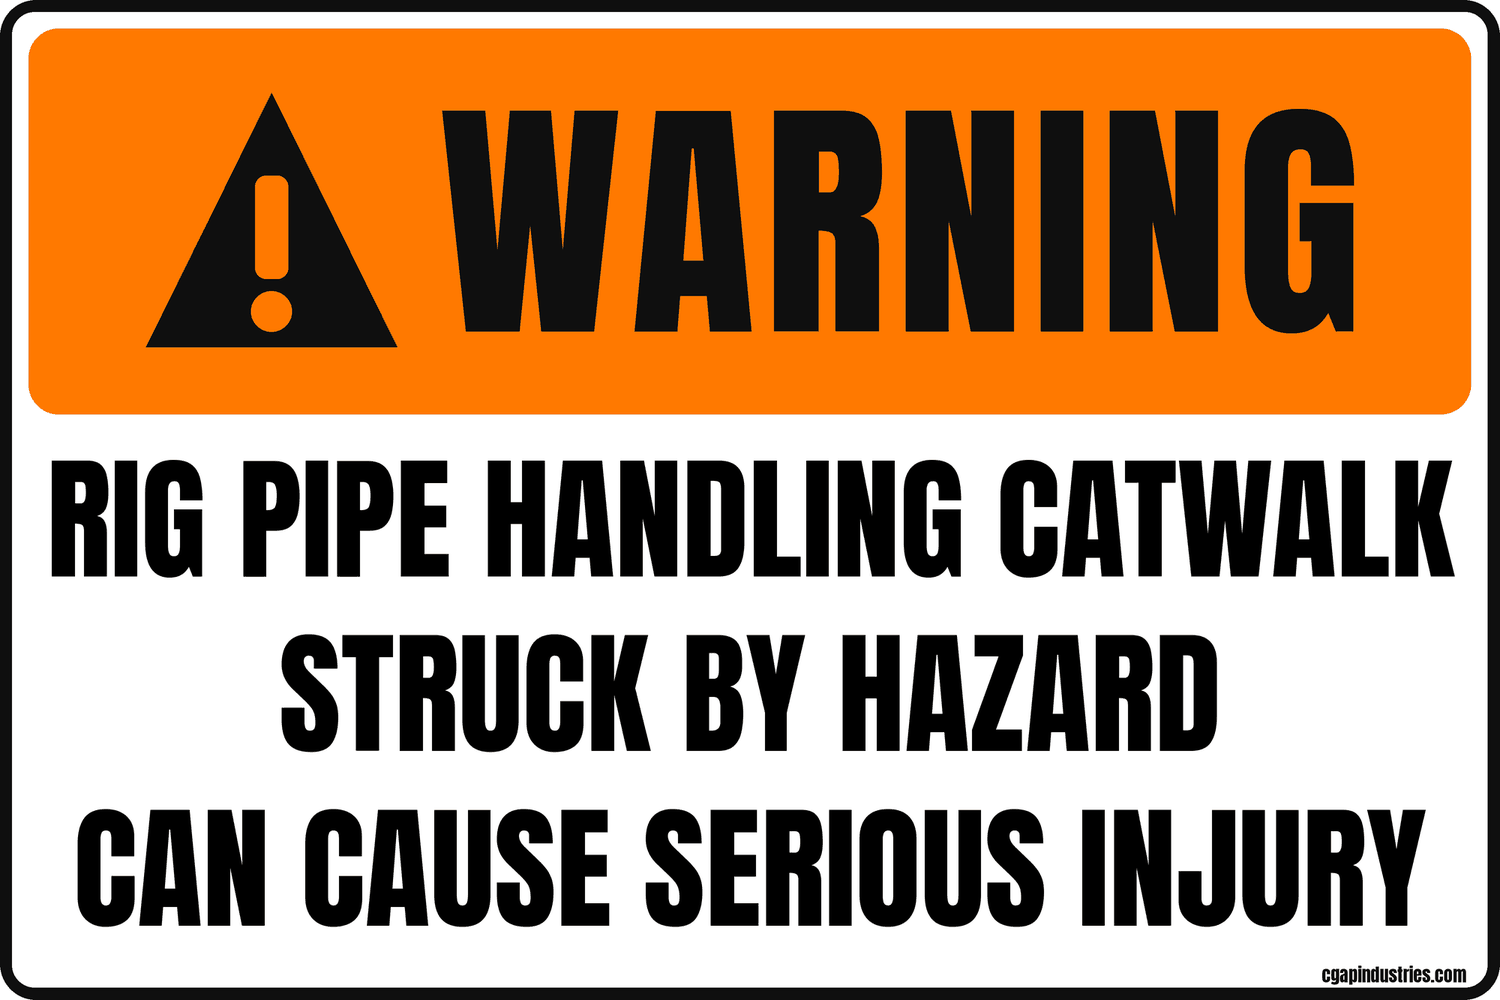 WARNING
RIG PIPE HANDLING CATWALK
STRUCK BY HAZARD
CAN CAUSE SERIOUS INJURY
cgapindustries.com